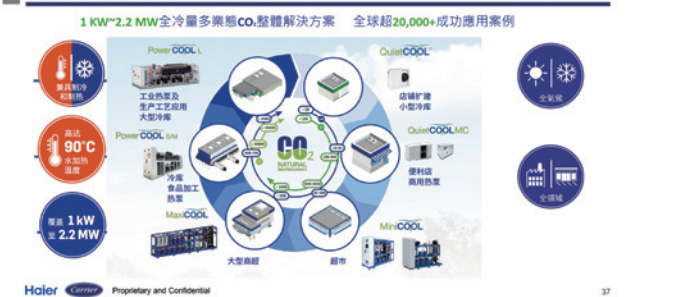 1 KW~2.2 MW全冷量多業態CO₂整體解決方案 全球超20,000+成功應用案例
PowerCOOL L
QuietCOOL
兼具制冷
和制热
工业热泵及
生产工艺应用
大型冷库
店铺扩建
小型冷库
全氣候
高达
90°C
水加热
温度
PowerCOOL S/M
QuietCOOL MC
CO₂
NATURAL
REFRIGERANT
冷库
食品加工
热泵
便利店
商用热泵
全領域
覆盖 1 kW
至 2.2 MW
MaxiCOOL
MiniCOOL
大型商超
超市
Haier Carrier Proprietary and Confidential
37